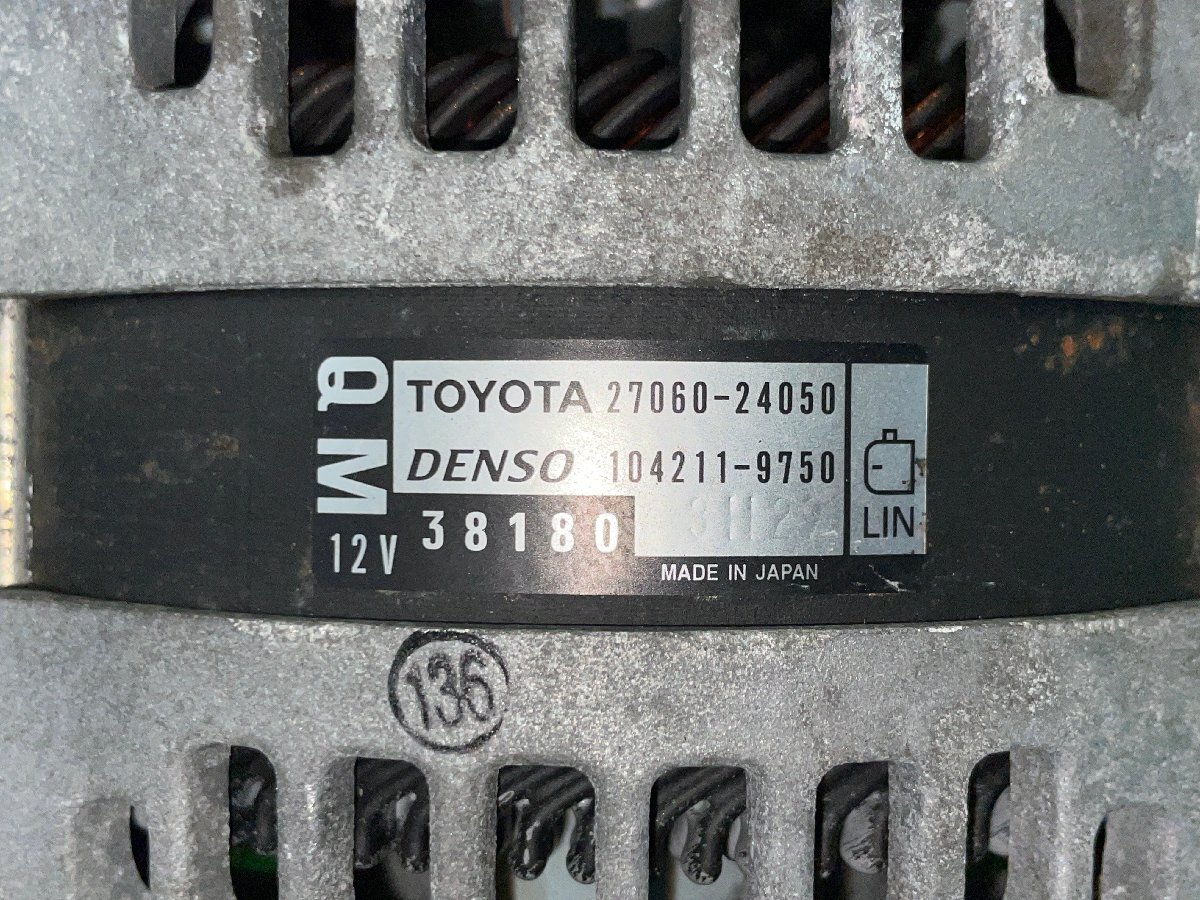 QM
TOYOTA 27060-24050
DENSO 104211-9750
12V 38180
LIN
MADE IN JAPAN
136